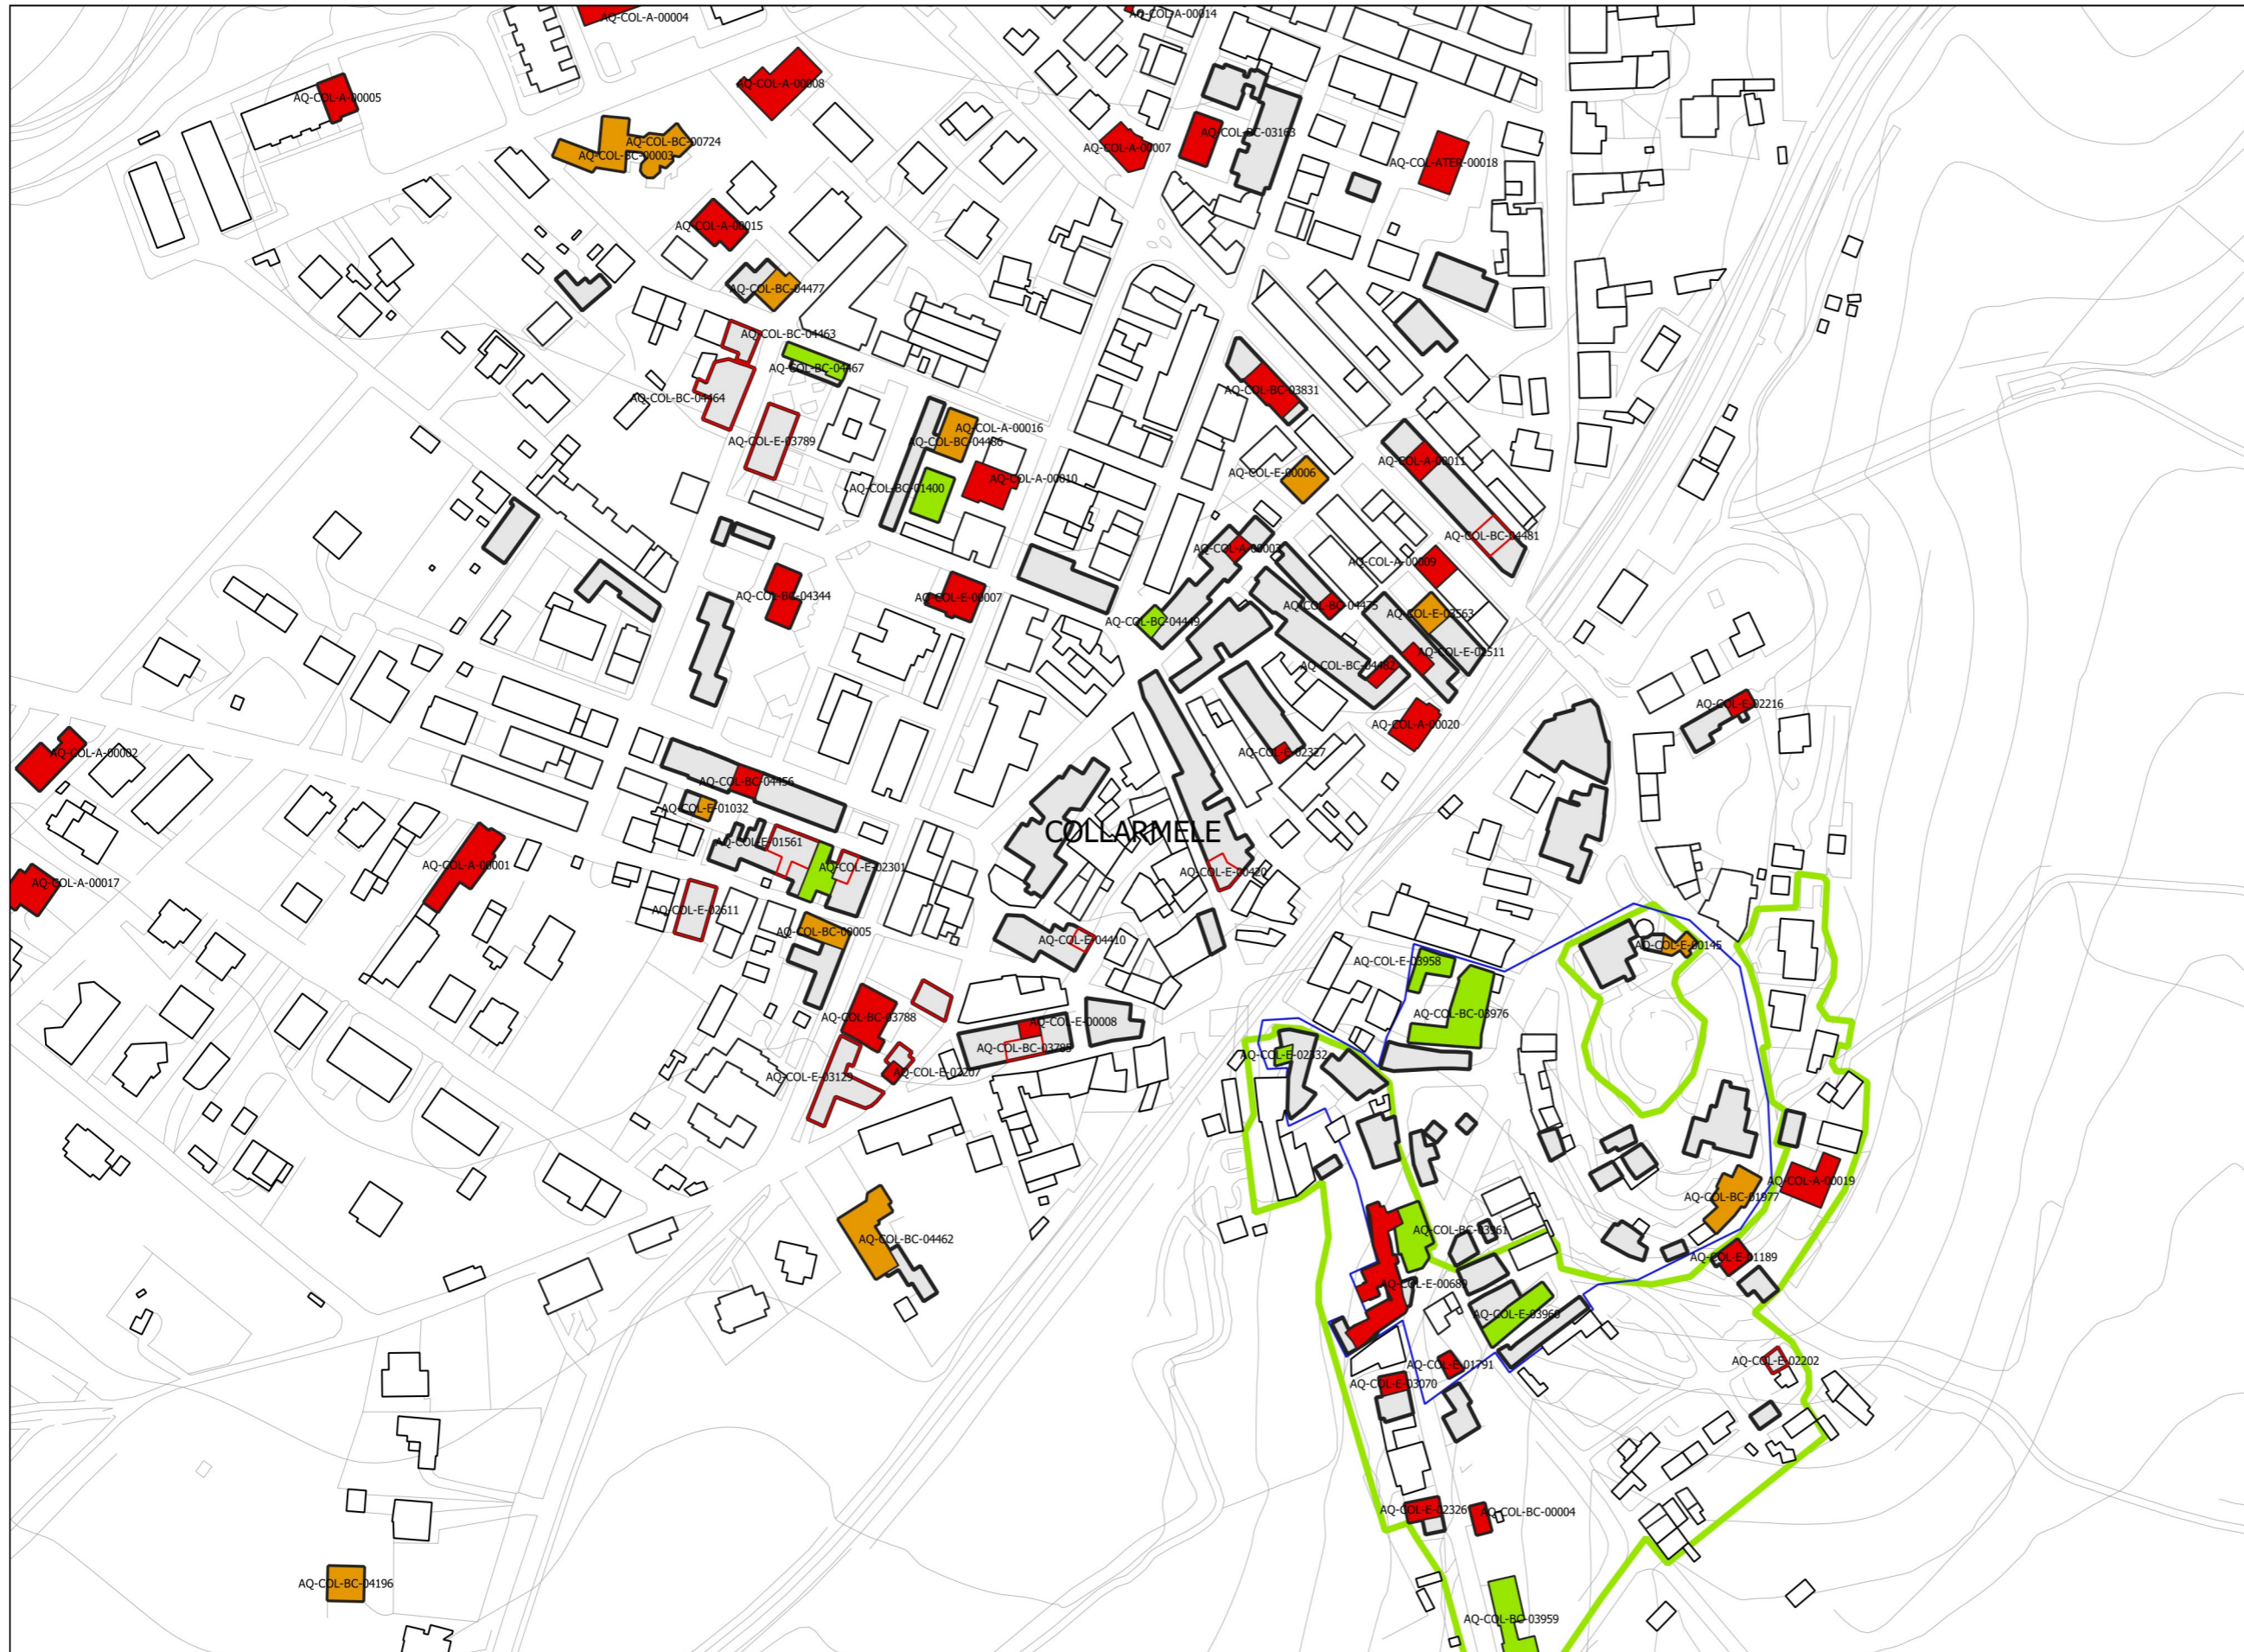 AQ-COL-A-00004
AQ-COL-A-00014
AQ-COL-A-00008
AQ-COL-A-00005
AQ-COL-BC-03163
AQ-COL-BC-00724
AQ-COL-A-00007
AQ-COL-BC-00003
AQ-COL-ATER-00018
AQ-COL-A-00015
AQ-COL-BC-04477
AQ-COL-BC-04463
AQ-COL-BC-04467
AQ-COL-BC-03831
AQ-COL-BC-04464
AQ-COL-A-00016
AQ-COL-E-03789
AQ-COL-BC-04486
AQ-COL-A-00011
AQ-COL-E-00006
AQ-COL-A-00010
AQ-COL-BC-01400
AQ-COL-BC-04481
AQ-COL-A-00003
AQ-COL-A-00009
AQ-COL-BC-04344
AQ-COL-E-00007
AQ-COL-BC-04475
AQ-COL-E-03563
AQ-COL-BC-04449
AQ-COL-E-02511
AQ-COL-BC-04482
AQ-COL-E-02216
AQ-COL-A-00020
AQ-COL-A-00002
AQ-COL-E-02327
AQ-COL-BC-04456
AQ-COL-E-01032
COLLARMELE
AQ-COL-E-01561
AQ-COL-A-00001
AQ-COL-E-02301
AQ-COL-E-00420
AQ-COL-A-00017
AQ-COL-E-02611
AQ-COL-BC-00005
AQ-COL-E-04410
AQ-COL-E-00145
AQ-COL-E-03958
AQ-COL-BC-03976
AQ-COL-BC-03788
AQ-COL-E-00008
AQ-COL-BC-03785
AQ-COL-E-02332
AQ-COL-E-02207
AQ-COL-E-03129
AQ-COL-A-00019
AQ-COL-BC-01977
AQ-COL-BC-03961
AQ-COL-BC-04462
AQ-COL-E-01189
AQ-COL-E-00689
AQ-COL-E-03960
AQ-COL-E-02202
AQ-COL-E-01791
AQ-COL-E-03070
AQ-COL-E-02326
AQ-COL-BC-00004
AQ-COL-BC-04196
AQ-COL-BC-03959